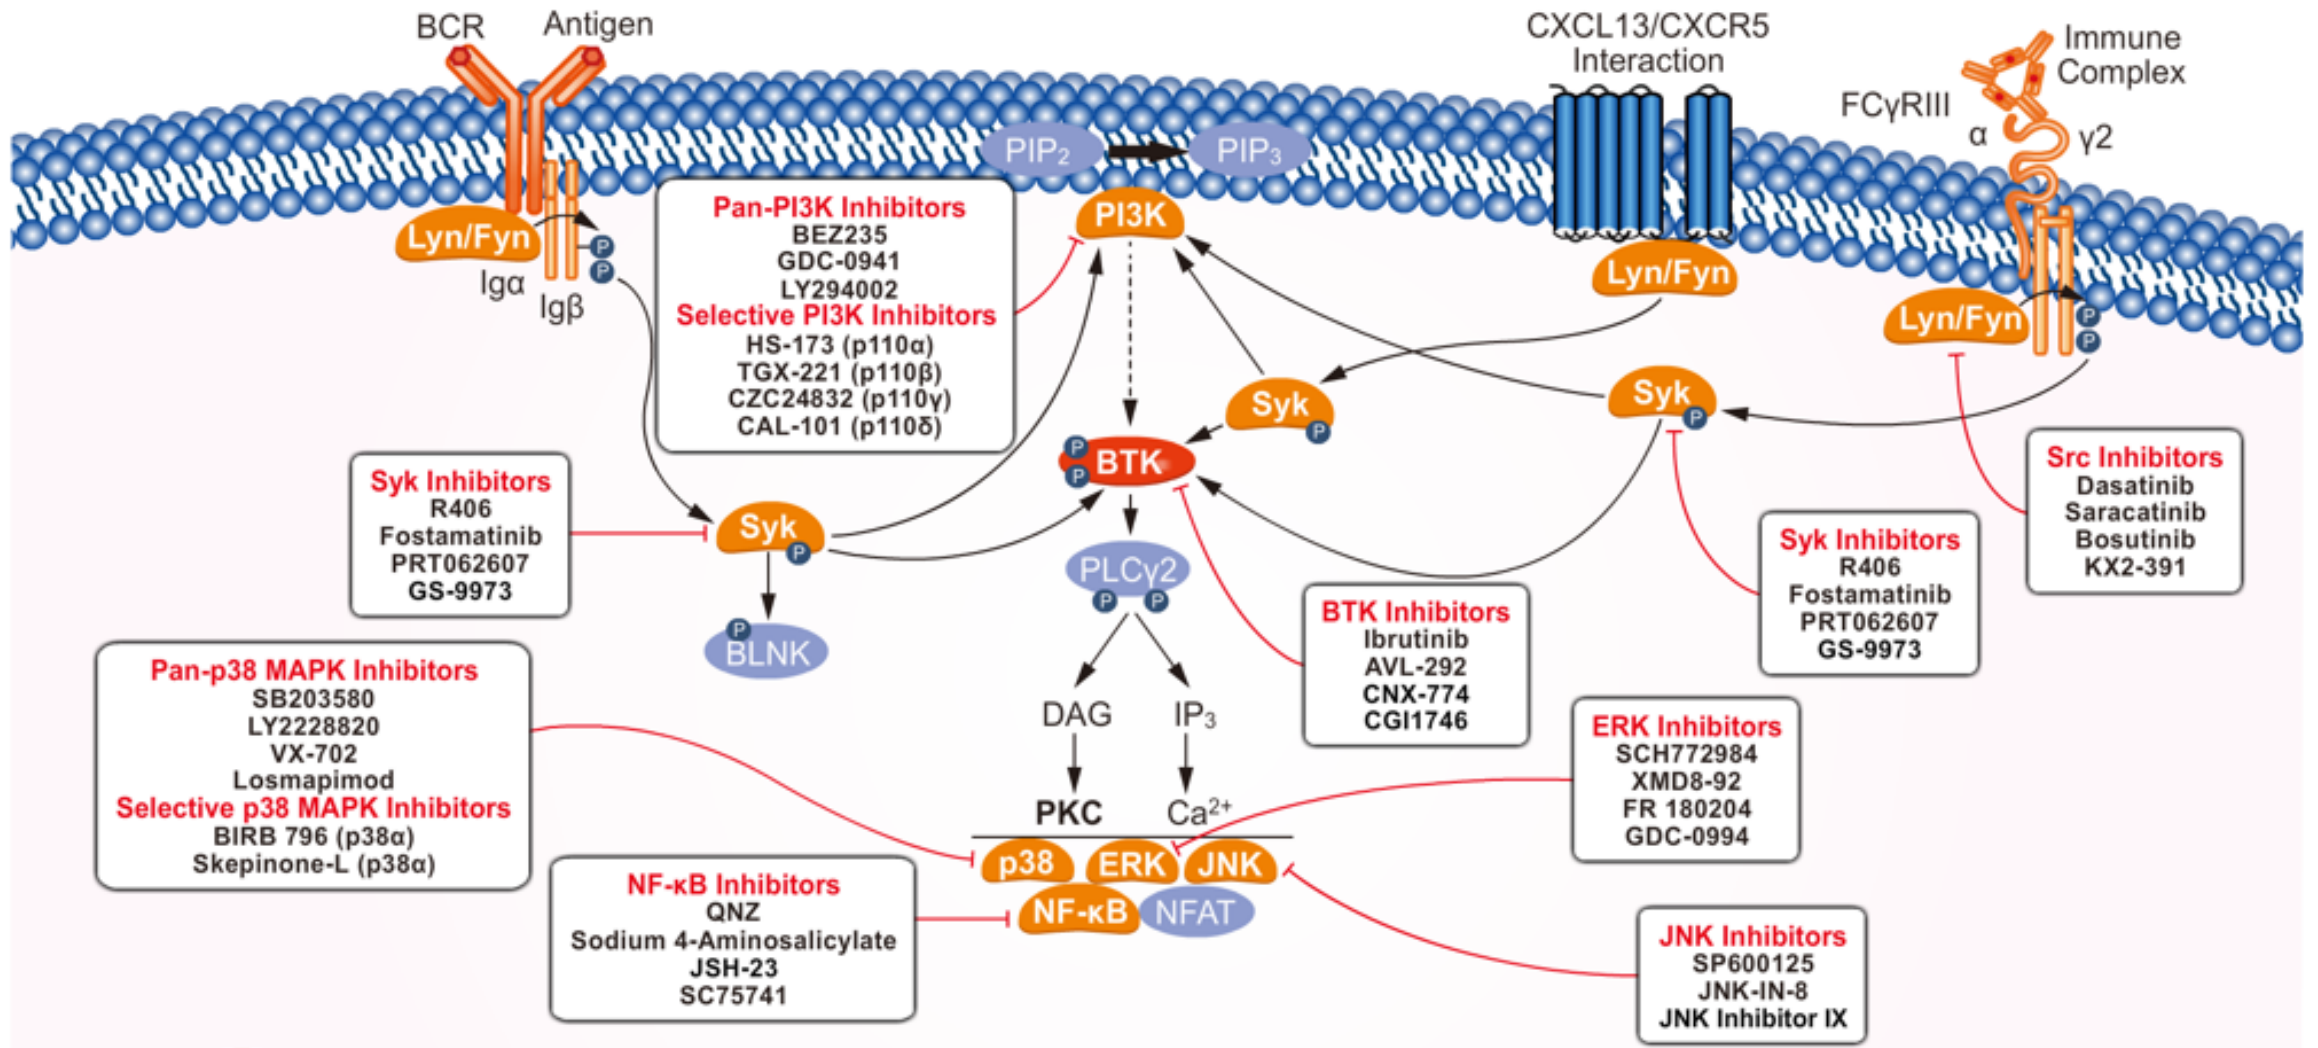 BCR
Antigen
CXCL13/CXCR5
Interaction
Immune
Complex
FCγRIII
α
γ2
PIP2
PIP3
PI3K
Lyn/Fyn
P
P
Igα
Igβ
Lyn/Fyn
Lyn/Fyn
P
P
Pan-PI3K Inhibitors
BEZ235
GDC-0941
LY294002
Selective PI3K Inhibitors
HS-173 (p110α)
TGX-221 (p110β)
CZC24832 (p110γ)
CAL-101 (p110δ)
Syk
P
Syk
P
P
P
BTK
Syk Inhibitors
R406
Fostamatinib
PRT062607
GS-9973
Syk
P
Src Inhibitors
Dasatinib
Saracatinib
Bosutinib
KX2-391
Syk Inhibitors
R406
Fostamatinib
PRT062607
GS-9973
PLCγ2
P
P
P
BLNK
BTK Inhibitors
Ibrutinib
AVL-292
CNX-774
CGI1746
Pan-p38 MAPK Inhibitors
SB203580
LY2228820
VX-702
Losmapimod
Selective p38 MAPK Inhibitors
BIRB 796 (p38α)
Skepinone-L (p38α)
DAG
IP3
PKC
Ca2+
ERK Inhibitors
SCH772984
XMD8-92
FR 180204
GDC-0994
p38
ERK
JNK
NF-κB
NFAT
NF-κB Inhibitors
QNZ
Sodium 4-Aminosalicylate
JSH-23
SC75741
JNK Inhibitors
SP600125
JNK-IN-8
JNK Inhibitor IX